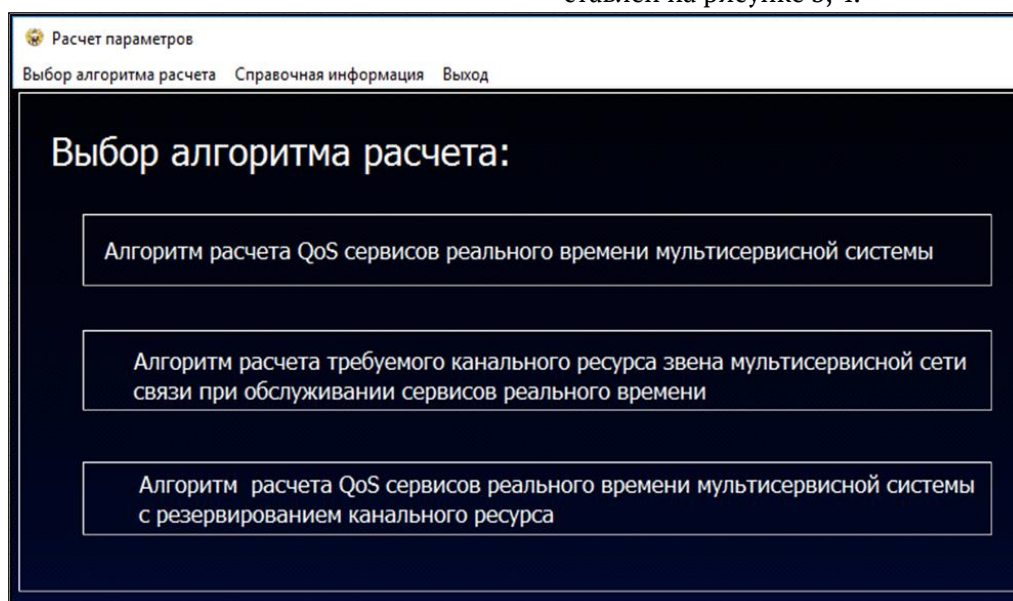 Расчет параметров
Выбор алгоритма расчета Справочная информация Выход
Выбор алгоритма расчета:
Алгоритм расчета QoS сервисов реального времени мультисервисной системы
Алгоритм расчета требуемого канального ресурса звена мультисервисной сети
связи при обслуживании сервисов реального времени
Алгоритм расчета QoS сервисов реального времени мультисервисной системы
с резервированием канального ресурса